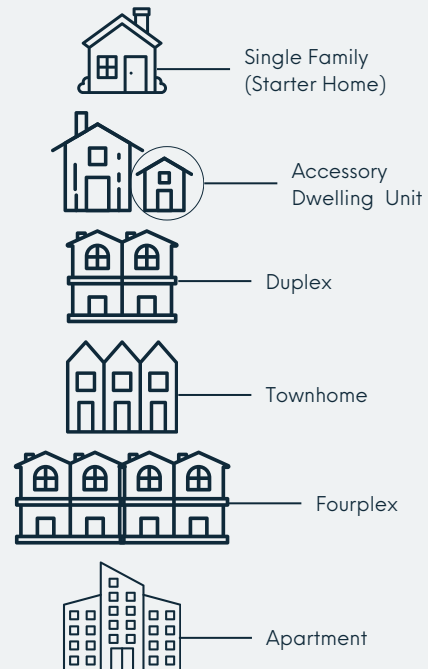 Single Family
(Starter Home)
Accessory
Dwelling Unit
Duplex
Townhome
Fourplex
Apartment